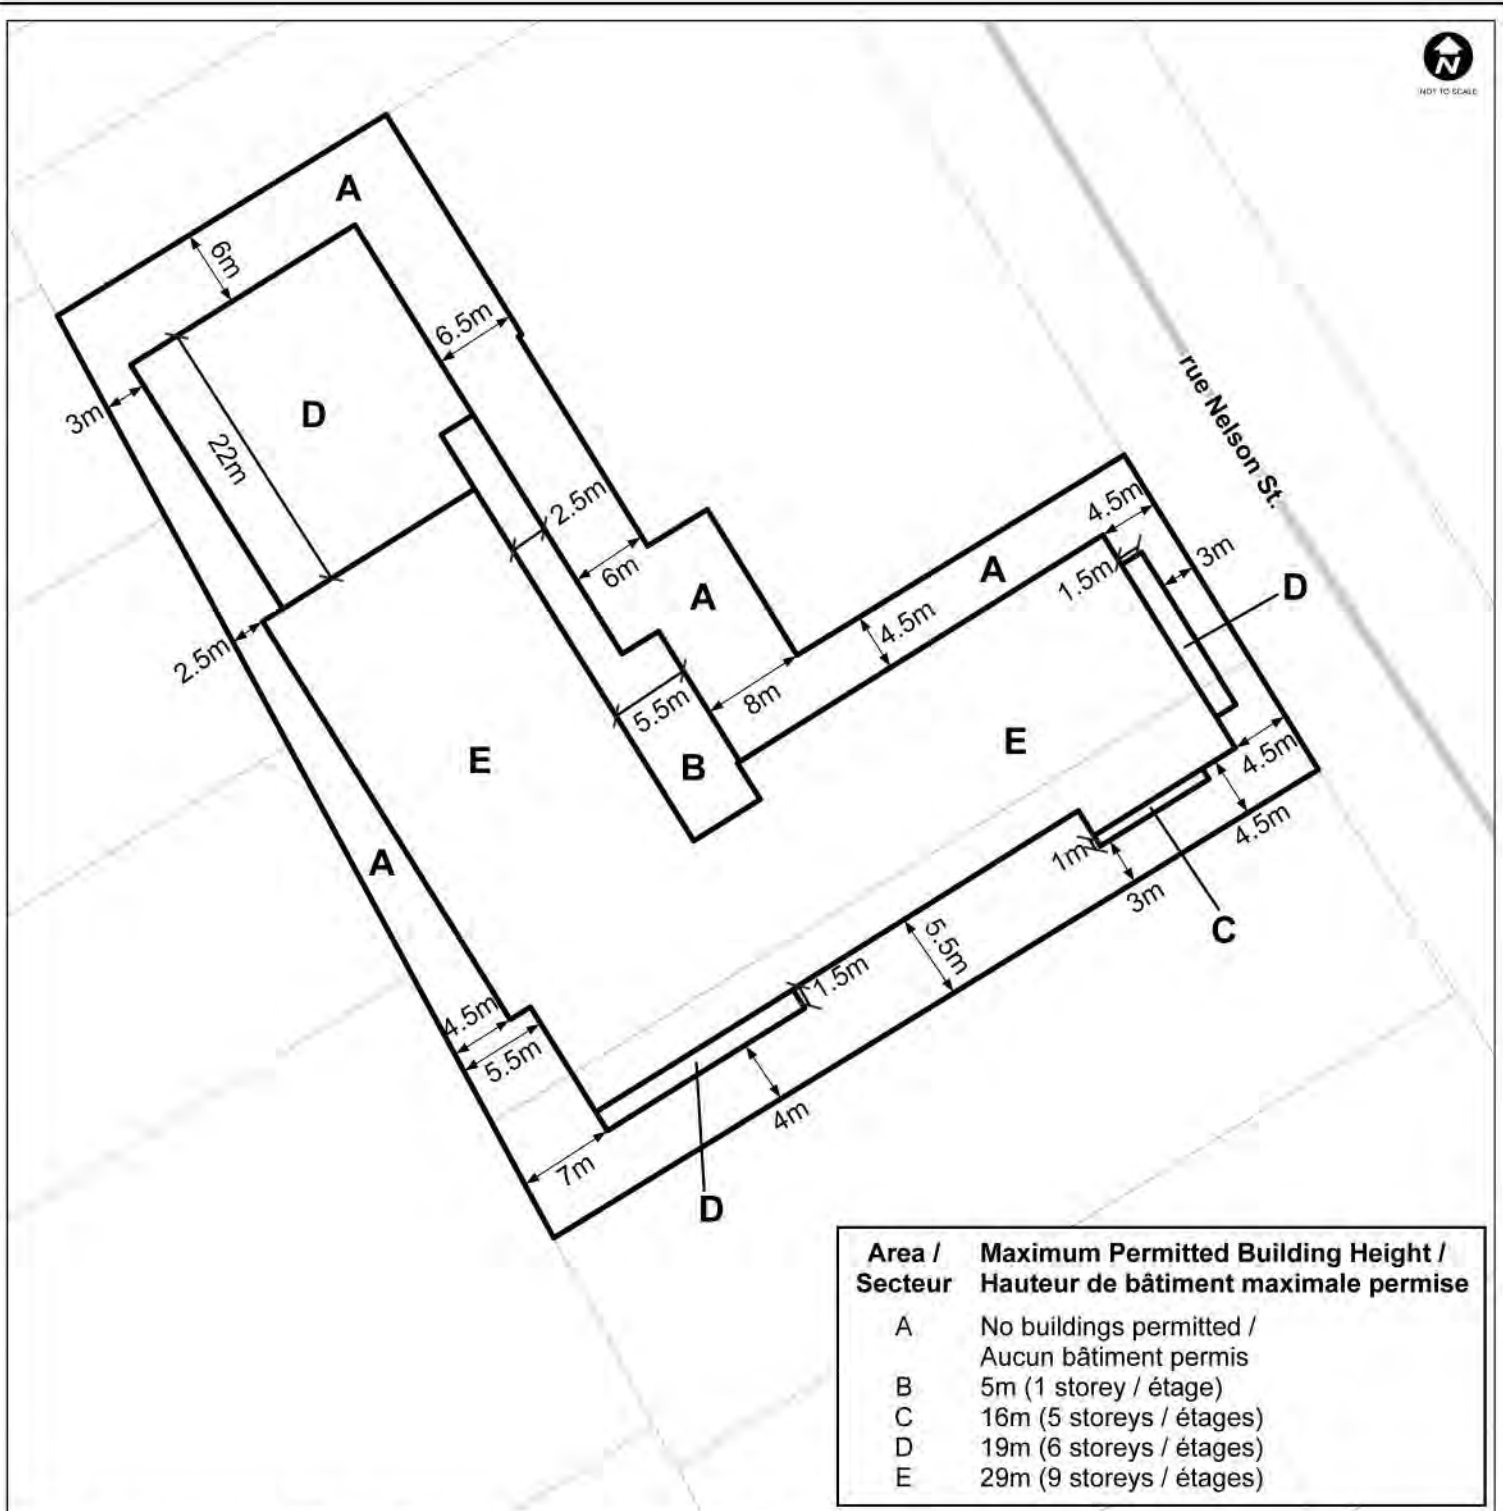 N
NOT TO SCALE
A
6m
6.5m
3m
D
22m
2.5m
rue Nelson St.
4.5m
3m
1.5m
D
6m
A
A
4.5m
2.5m
5.5m
8m
E
E
B
4.5m
4.5m
1m
3m
A
C
5.5m
1.5m
4.5m
5.5m
4m
7m
D
Area / Maximum Permitted Building Height /
Secteur Hauteur de bâtiment maximale permise
A No buildings permitted /
Aucun bâtiment permis
B 5m (1 storey / étage)
C 16m (5 storeys / étages)
D 19m (6 storeys / étages)
E 29m (9 storeys / étages)